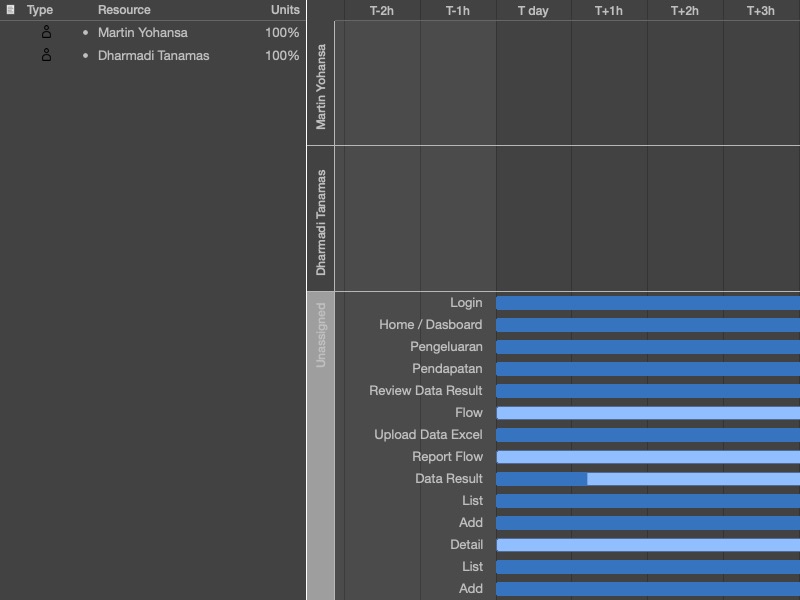 Type Resource Units
Martin Yohansa 100%
Dharmadi Tanamas 100%
T-2h T-1h T day T+1h T+2h T+3h
Martin Yohansa
Dharmadi Tanamas
Unassigned
Login
Home / Dasboard
Pengeluaran
Pendapatan
Review Data Result
Flow
Upload Data Excel
Report Flow
Data Result
List
Add
Detail
List
Add